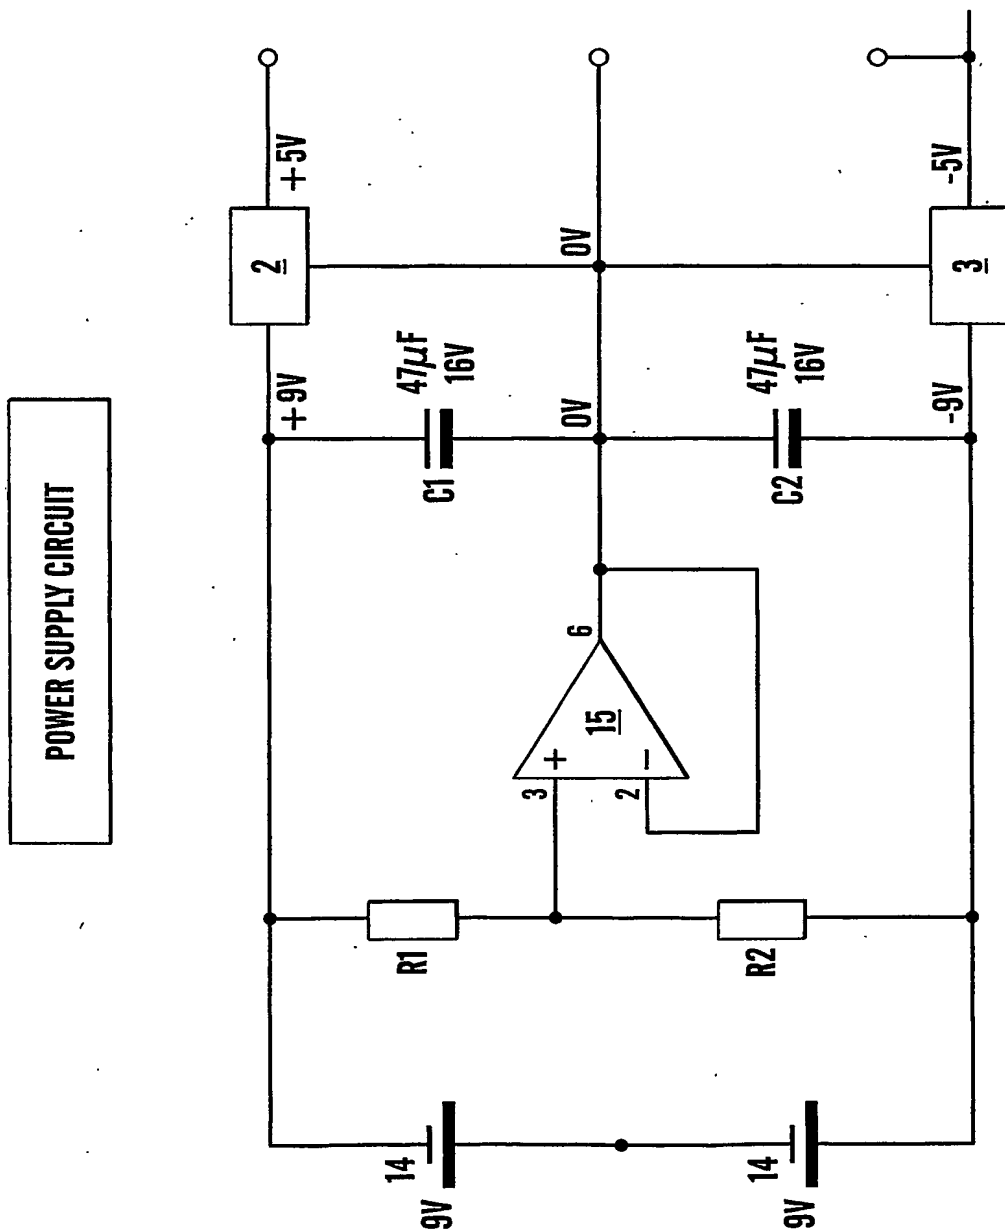 POWER SUPPLY CIRCUIT
2
+9V
+5V
14
9V
R1
C1
47μF
16V
3
+
15
6
2
−
0V
0V
14
9V
R2
C2
47μF
16V
-9V
-5V
3